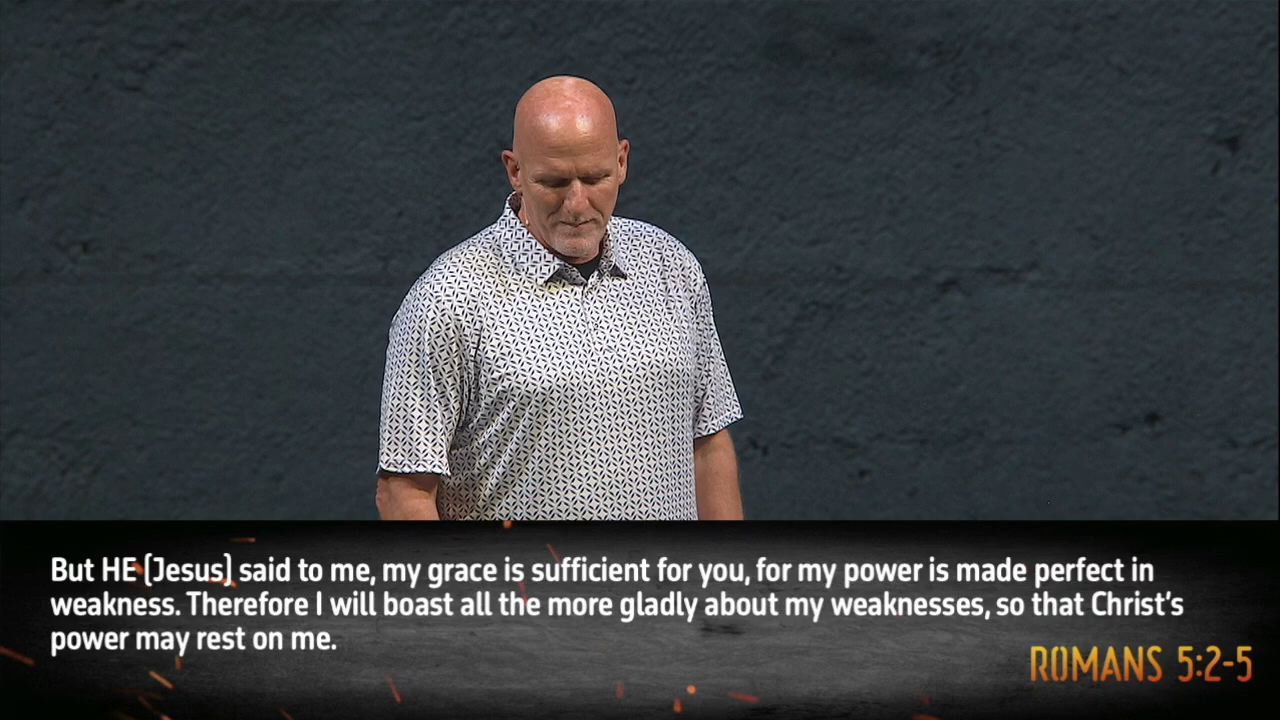 But HE (Jesus) said to me, my grace is sufficient for you, for my power is made perfect in
weakness. Therefore I will boast all the more gladly about my weaknesses, so that Christ's
power may rest on me.
ROMANS 5:2-5